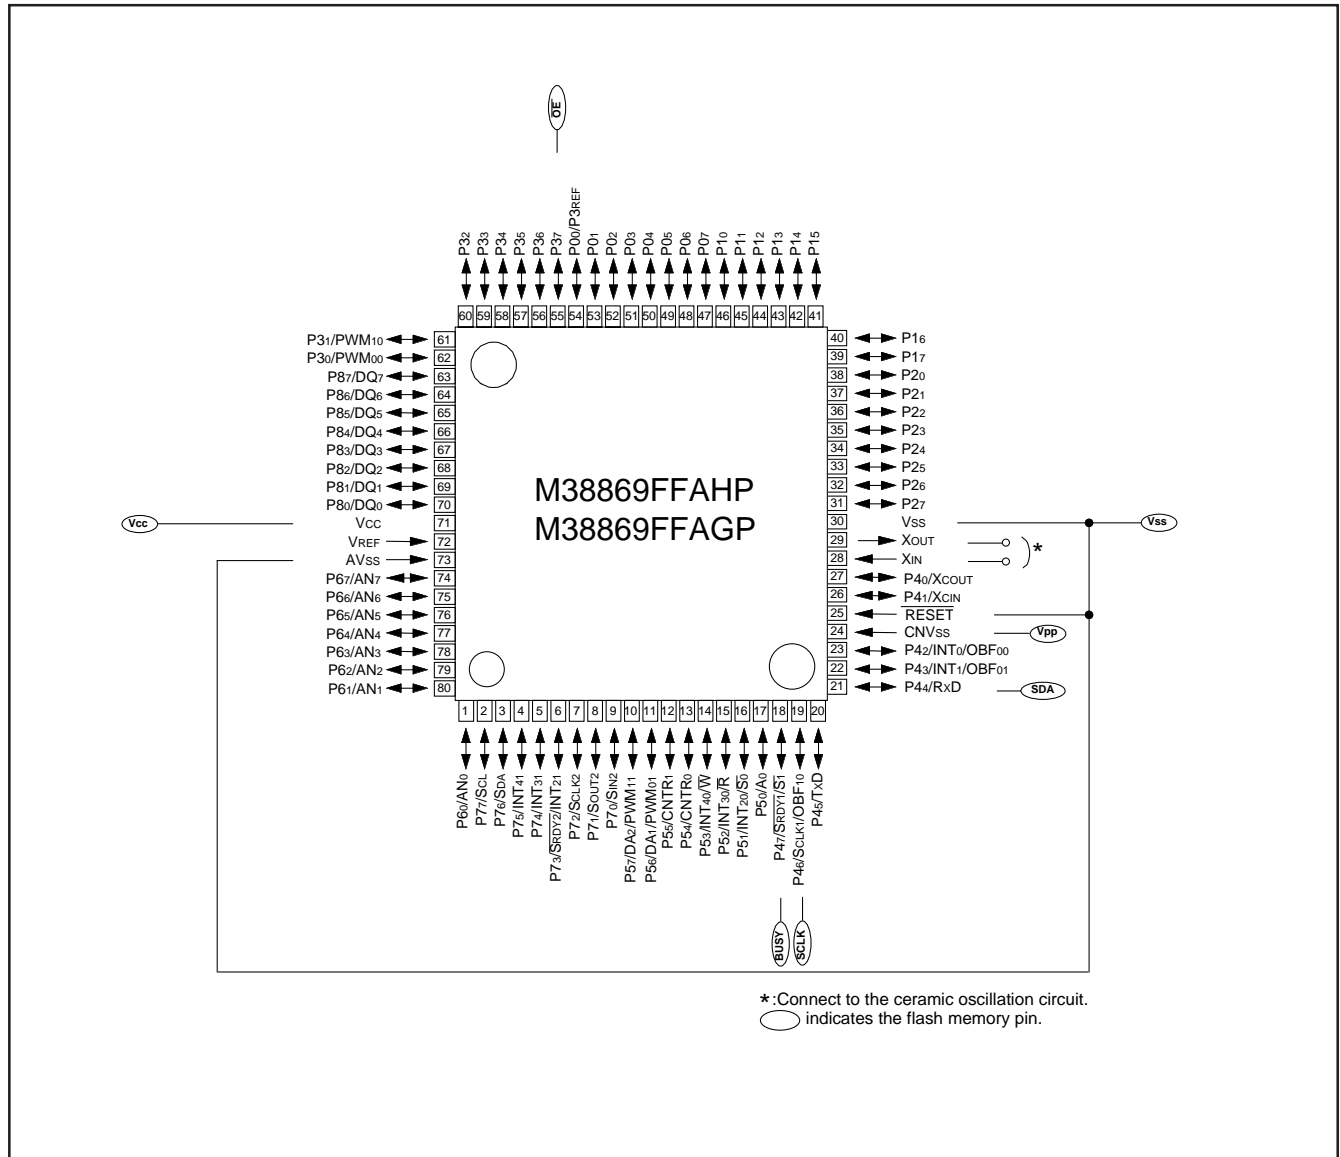 OE
P32
P33
P34
P35
P36
P37
P00/P3REF
P01
P02
P03
P04
P05
P06
P07
P10
P11
P12
P13
P14
P15
60 59 58 57 56 55 54 53 52 51 50 49 48 47 46 45 44 43 42 41
P31/PWM10 61
P30/PWM00 62
P87/DQ7 63
P86/DQ6 64
P85/DQ5 65
P84/DQ4 66
P83/DQ3 67
P82/DQ2 68
P81/DQ1 69
P80/DQ0 70
Vcc VCC 71
VREF 72
AVSS 73
P67/AN7 74
P66/AN6 75
P65/AN5 76
P64/AN4 77
P63/AN3 78
P62/AN2 79
P61/AN1 80
M38869FFAHP
M38869FFAGP
40 P16
39 P17
38 P20
37 P21
36 P22
35 P23
34 P24
33 P25
32 P26
31 P27
30 VSS Vss
29 XOUT
28 XIN *
27 P40/XCOUT
26 P41/XCIN
25 RESET
24 CNVSS Vpp
23 P42/INT0/OBF00
22 P43/INT1/OBF01
21 P44/RXD SDA
1 2 3 4 5 6 7 8 9 10 11 12 13 14 15 16 17 18 19 20
P60/AN0
P77/SCL
P76/SDA
P75/INT41
P74/INT31
P73/SRDY2/INT21
P72/SCLK2
P71/SOUT2
P70/SIN2
P57/DA2/PWM11
P56/DA1/PWM01
P55/CNTR1
P54/CNTR0
P53/INT40/W
P52/INT30/R
P51/INT20/S0
P50/A0
P47/SRDY1/S1
P46/SCLK1/OBF10
P45/TXD
BUSY
SCLK
*:Connect to the ceramic oscillation circuit.
indicates the flash memory pin.